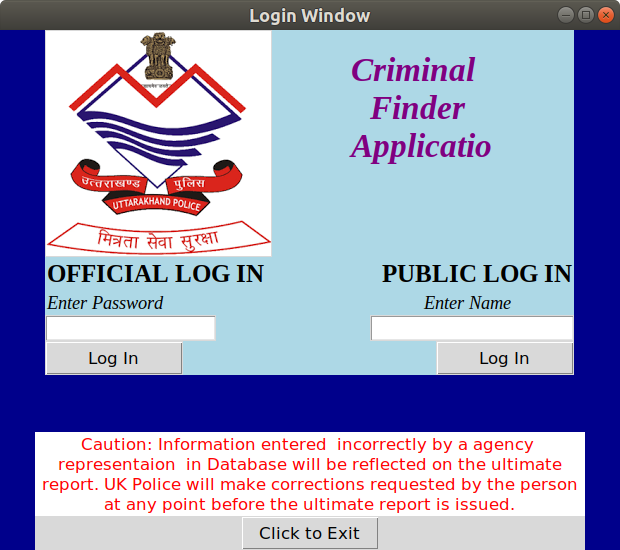 Login Window
Criminal
Finder
Applicatio
उत्तराखण्ड पुलिस
UTTARAKHAND POLICE
मित्रता सेवा सुरक्षा
OFFICIAL LOG IN PUBLIC LOG IN
Enter Password Enter Name
Log In Log In
Caution: Information entered  incorrectly by a agency
representaion  in Database will be reflected on the ultimate
report. UK Police will make corrections requested by the person
at any point before the ultimate report is issued.
Click to Exit